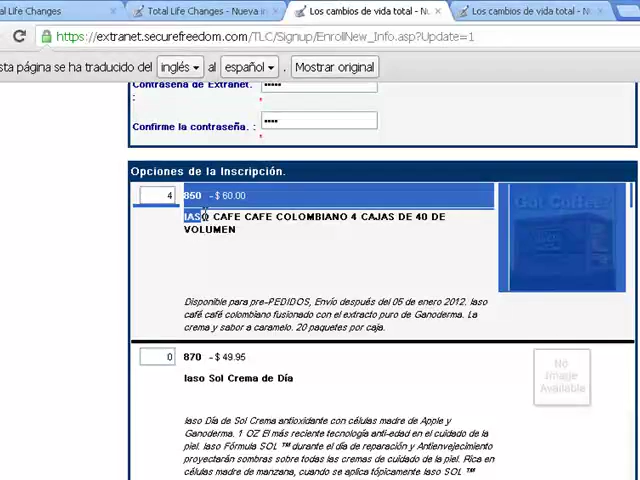 al Life Changes
Total Life Changes - Nueva in
Los cambios de vida total - Nu
Los cambios de vida total - Nu
https://extranet.securefreedom.com/TLC/Signup/EnrollNew_Info.asp?Update=1
sta página se ha traducido del inglés al español . Mostrar original
Contraseña de Extranet.
:
•••••
Confirme la contraseña. :
••••
Opciones de la Inscripción.
4 850 - $ 60.00
IASO CAFE CAFE COLOMBIANO 4 CAJAS DE 40 DE
VOLUMEN
Got Coffee?
Disponible para pre-PEDIDOS, Envío después del 05 de enero 2012. Iaso
café café colombiano fusionado con el extracto puro de Ganoderma. La
crema y sabor a caramelo. 20 paquetes por caja.
0 870 - $ 49.95
Iaso Sol Crema de Día
No
Image
Available
Iaso Día de Sol Crema antioxidante con células madre de Apple y
Ganoderma. 1 OZ El más reciente tecnología anti-edad en el cuidado de la
piel. Iaso Fórmula SOL ™ durante el día de reparación y Antienvejecimiento
proyectarán sombras sobre todas las cremas de cuidado de la piel. Rica en
células madre de manzana, cuando se aplica tópicamente Iaso SOL ™